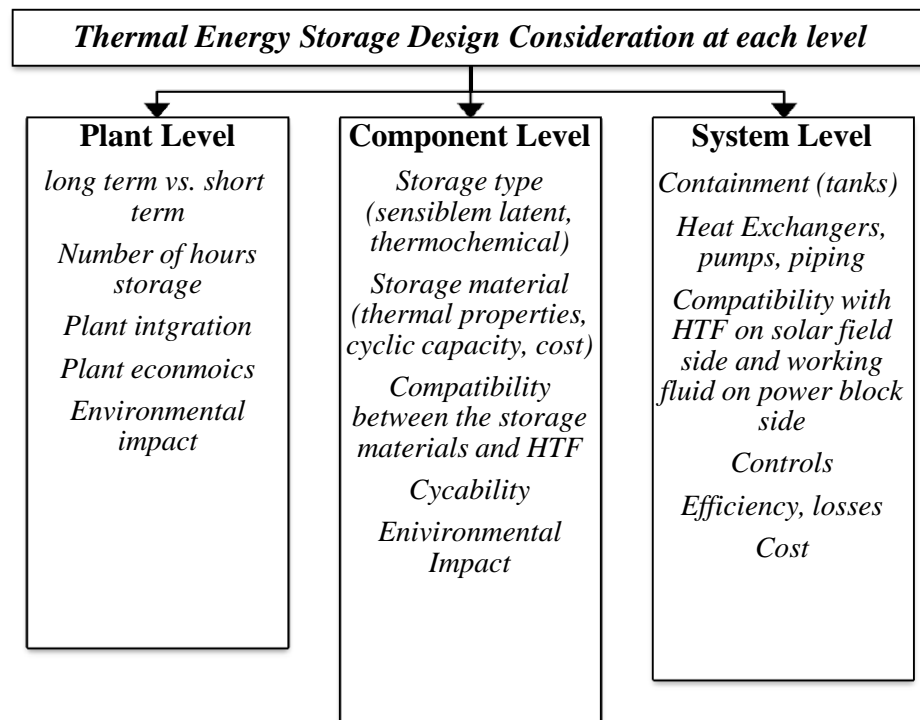 Thermal Energy Storage Design Consideration at each level
Plant Level
long term vs. short
term
Number of hours
storage
Plant intgration
Plant econmoics
Environmental
impact
Component Level
Storage type
(sensiblem latent,
thermochemical)
Storage material
(thermal properties,
cyclic capacity, cost)
Compatibility
between the storage
materials and HTF
Cycability
Enivironmental
Impact
System Level
Containment (tanks)
Heat Exchangers,
pumps, piping
Compatibility with
HTF on solar field
side and working
fluid on power block
side
Controls
Efficiency, losses
Cost